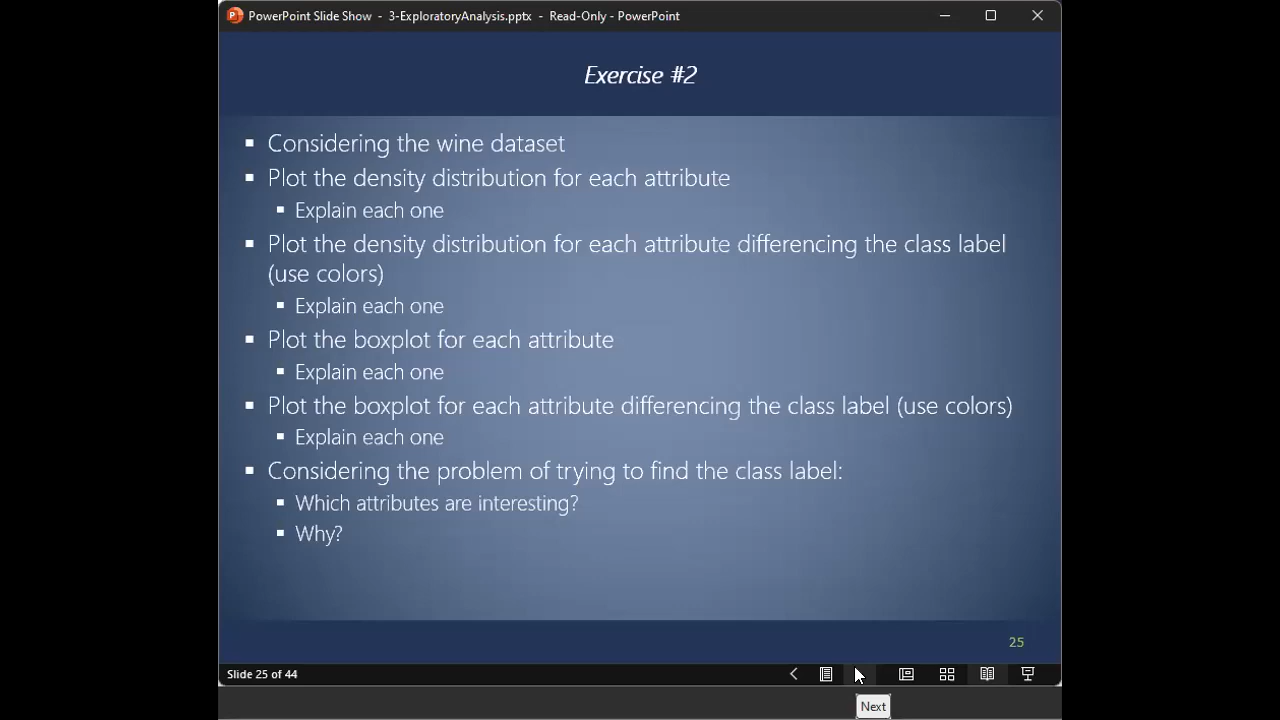 PowerPoint Slide Show - 3-ExploratoryAnalysis.pptx - Read-Only - PowerPoint
Exercise #2
▪ Considering the wine dataset
▪ Plot the density distribution for each attribute
▪ Explain each one
▪ Plot the density distribution for each attribute differencing the class label
(use colors)
▪ Explain each one
▪ Plot the boxplot for each attribute
▪ Explain each one
▪ Plot the boxplot for each attribute differencing the class label (use colors)
▪ Explain each one
▪ Considering the problem of trying to find the class label:
▪ Which attributes are interesting?
▪ Why?
25
Slide 25 of 44
Next